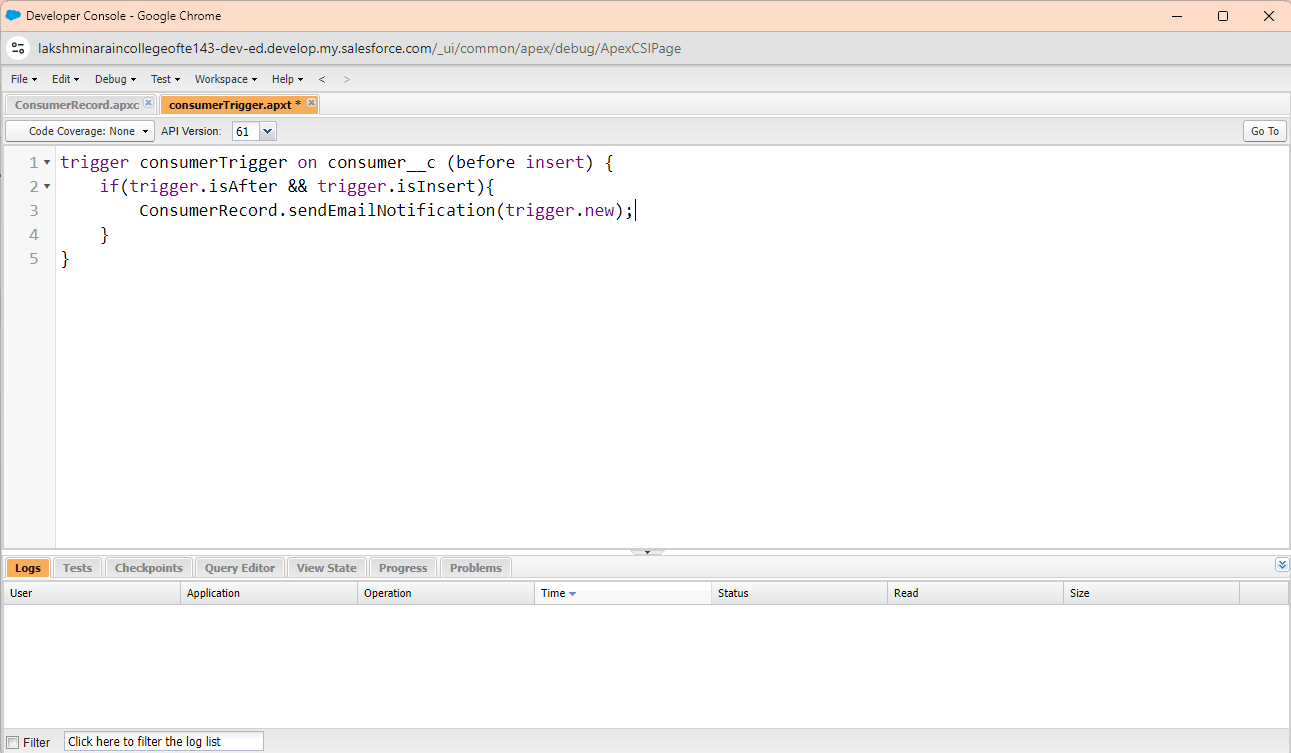 Developer Console - Google Chrome
lakshminaraincollegeofte143-dev-ed.develop.my.salesforce.com/_ui/common/apex/debug/ApexCSIPage
File Edit Debug Test Workspace Help < >
ConsumerRecord.apxc consumerTrigger.apxt *
Code Coverage: None API Version: 61 Go To
1 trigger consumerTrigger on consumer__c (before insert) {
2 if(trigger.isAfter && trigger.isInsert){
3 ConsumerRecord.sendEmailNotification(trigger.new);
4 }
5 }
Logs Tests Checkpoints Query Editor View State Progress Problems
User Application Operation Time Status Read Size
Filter Click here to filter the log list